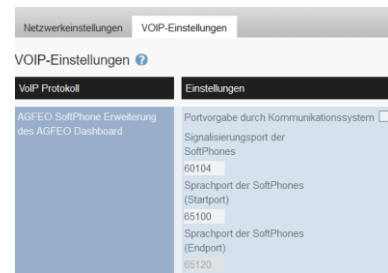 Netzwerkeinstellungen VOIP-Einstellungen
VOIP-Einstellungen ?
VoIP Protokoll Einstellungen
AGFEO SoftPhone Erweiterung
des AGFEO Dashboard
Portvorgabe durch Kommunikationssystem
Signalisierungsport der
SoftPhones
60104
Sprachport der SoftPhones
(Startport)
65100
Sprachport der SoftPhones
(Endport)
65120